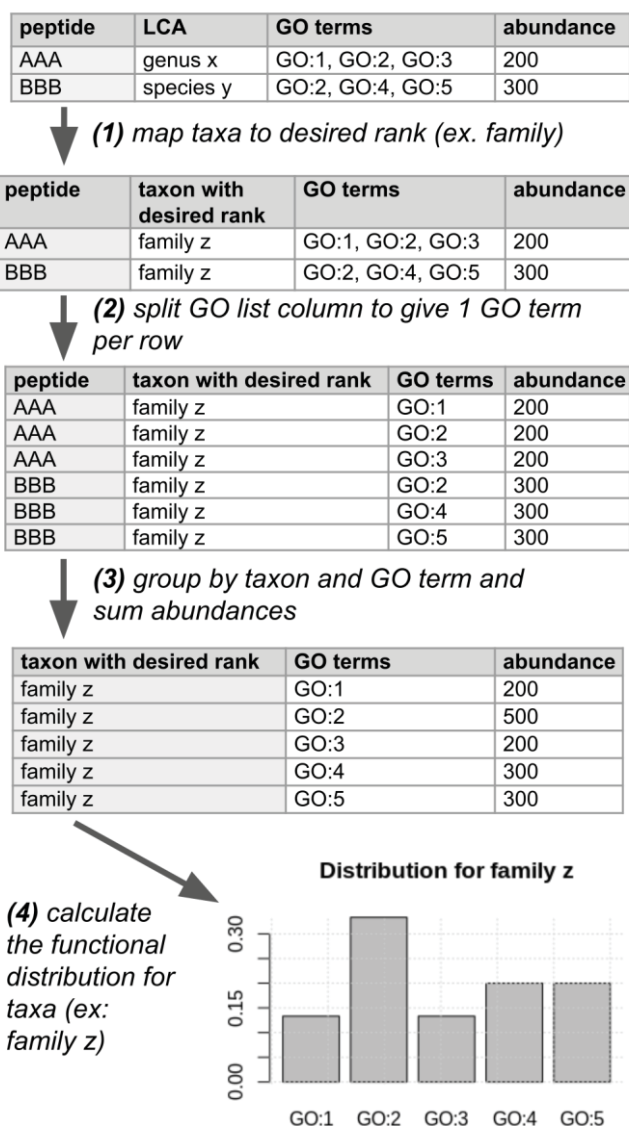 peptide LCA GO terms abundance
AAA genus x GO:1, GO:2, GO:3 200
BBB species y GO:2, GO:4, GO:5 300
(1) map taxa to desired rank (ex. family)
peptide taxon with GO terms abundance
desired rank
AAA family z GO:1, GO:2, GO:3 200
BBB family z GO:2, GO:4, GO:5 300
(2) split GO list column to give 1 GO term
per row
peptide taxon with desired rank GO terms abundance
AAA family z GO:1 200
AAA family z GO:2 200
AAA family z GO:3 200
BBB family z GO:2 300
BBB family z GO:4 300
BBB family z GO:5 300
(3) group by taxon and GO term and
sum abundances
taxon with desired rank GO terms abundance
family z GO:1 200
family z GO:2 500
family z GO:3 200
family z GO:4 300
family z GO:5 300
(4) calculate
the functional
distribution for
taxa (ex:
family z)
Distribution for family z
0.30
0.15
0.00
GO:1 GO:2 GO:3 GO:4 GO:5